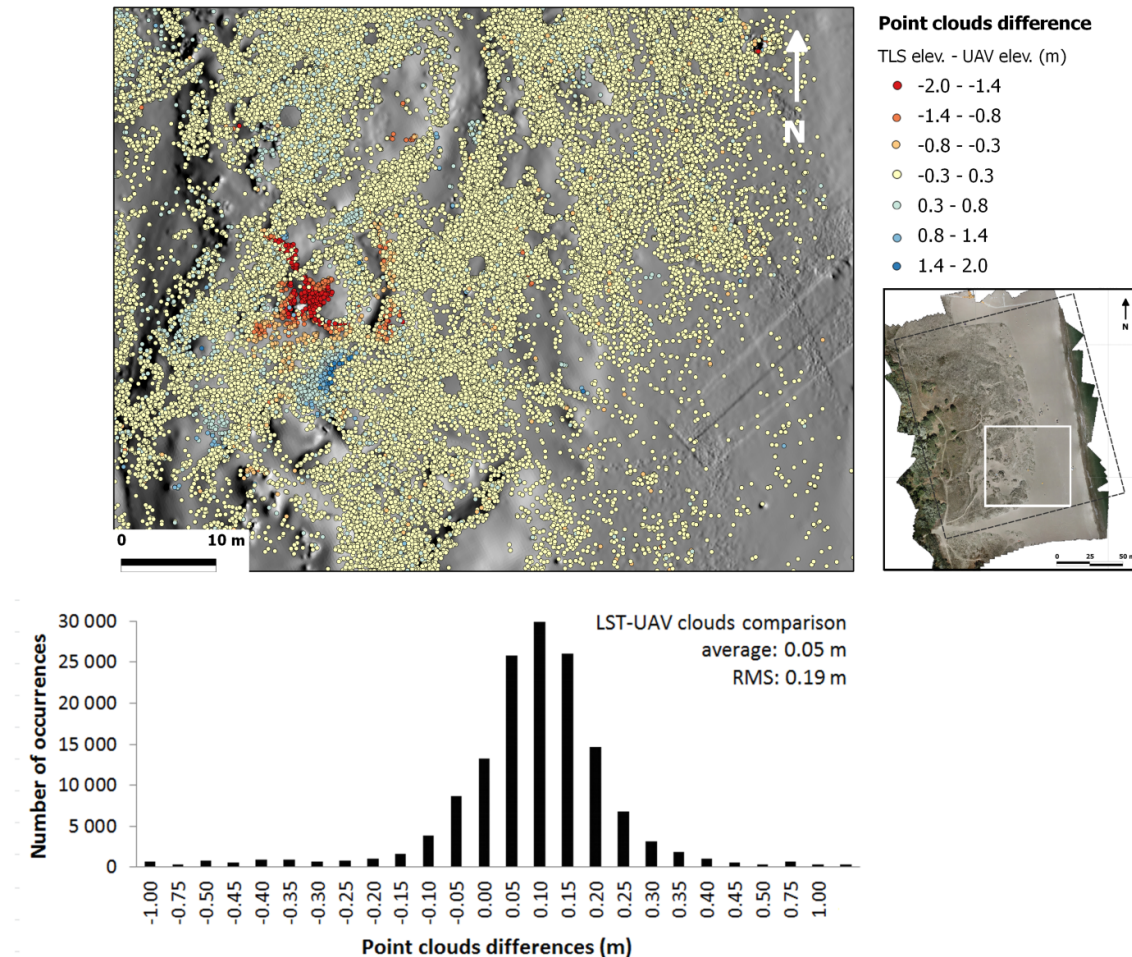 Point clouds difference
TLS elev. - UAV elev. (m)
-2.0 - -1.4
-1.4 - -0.8
-0.8 - -0.3
-0.3 - 0.3
0.3 - 0.8
0.8 - 1.4
1.4 - 2.0
N
10 m
N
0 25 50 m
LST-UAV clouds comparison
average: 0.05 m
RMS: 0.19 m
Number of occurrences
30 000
25 000
20 000
15 000
10 000
5 000
0
-1.00 -0.75 -0.50 -0.45 -0.40 -0.35 -0.30 -0.25 -0.20 -0.15 -0.10 -0.05 0.00 0.05 0.10 0.15 0.20 0.25 0.30 0.35 0.40 0.45 0.50 0.75 1.00
Point clouds differences (m)